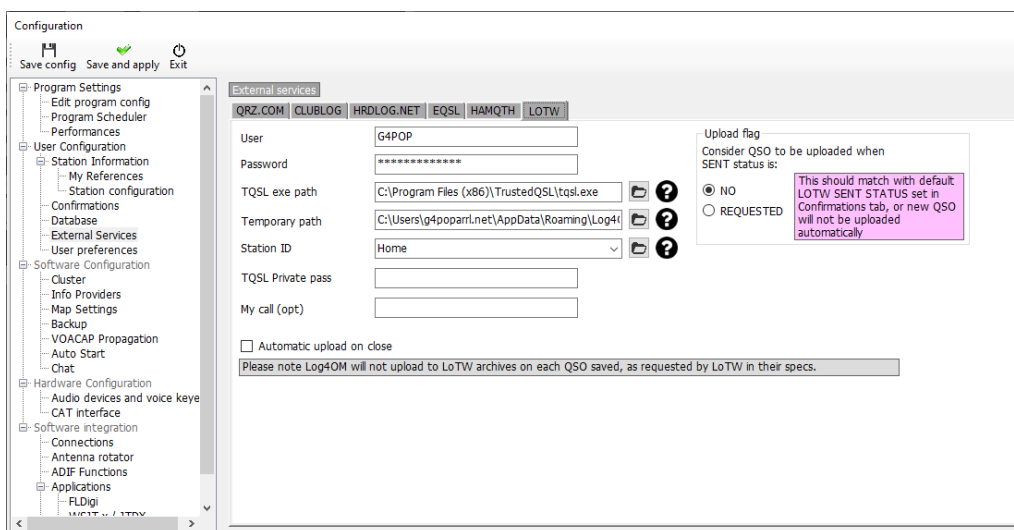 Configuration
Save config Save and apply Exit
Program Settings
Edit program config
Program Scheduler
Performances
User Configuration
Station Information
My References
Station configuration
Confirmations
Database
External Services
User preferences
Software Configuration
Cluster
Info Providers
Map Settings
Backup
VOACAP Propagation
Auto Start
Chat
Hardware Configuration
Audio devices and voice keye
CAT interface
Software integration
Connections
Antenna rotator
ADIF Functions
Applications
FLDigi
WSJT-x / JTDX
External services
QRZ.COM CLUBLOG HRDLOG.NET EQSL HAMQTH LOTW
User G4POP
Password *************
TQSL exe path C:\Program Files (x86)\TrustedQSL\tqsl.exe
Temporary path C:\Users\g4poparrl.net\AppData\Roaming\Log4(
Station ID Home
TQSL Private pass
My call (opt)
Automatic upload on close
Please note Log4OM will not upload to LoTW archives on each QSO saved, as requested by LoTW in their specs.
Upload flag
Consider QSO to be uploaded when
SENT status is:
NO
REQUESTED
This should match with default
LOTW SENT STATUS set in
Confirmations tab, or new QSO
will not be uploaded
automatically